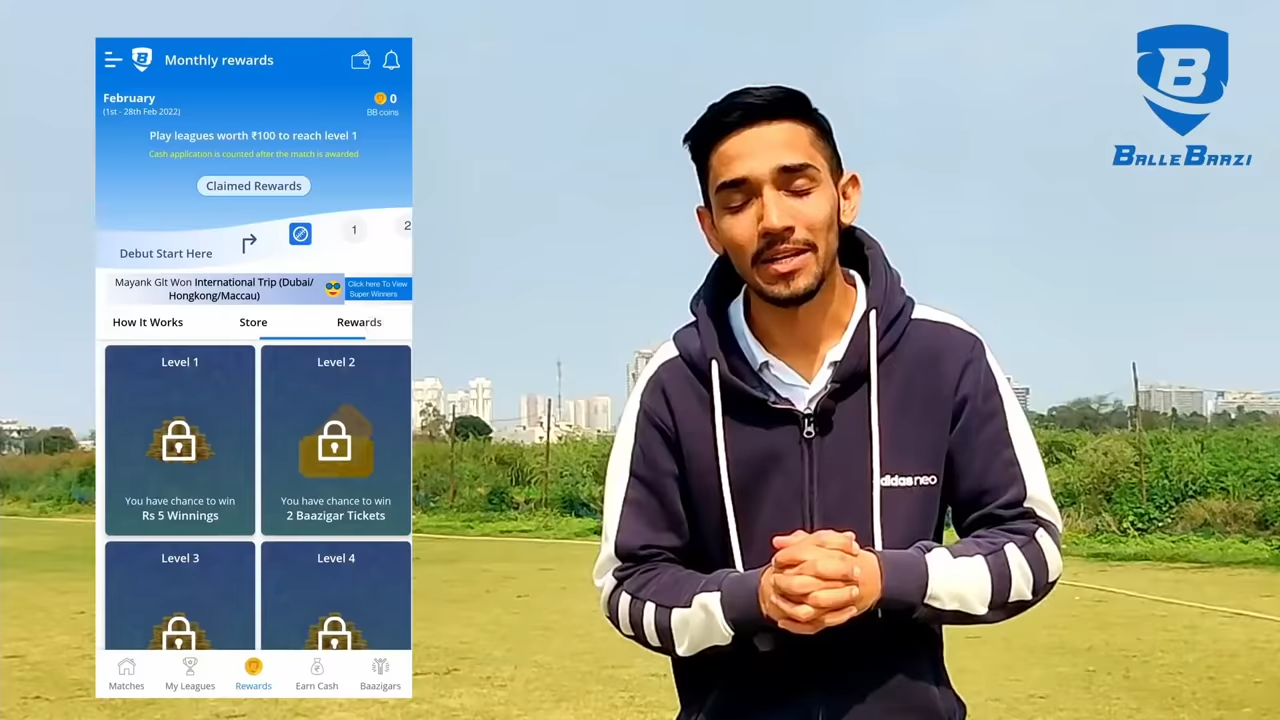 Monthly rewards
February
0
(1st - 28th Feb 2022)
BB coins
Play leagues worth ₹100 to reach level 1
Cash application is counted after the match is awarded
Claimed Rewards
Debut Start Here
1
2
Mayank Glt Won International Trip (Dubai/
Hongkong/Maccau)
Click here To View
Super Winners
How It Works
Store
Rewards
Level 1
You have chance to win
Rs 5 Winnings
Level 2
You have chance to win
2 Baazigar Tickets
Level 3
Level 4
Matches
My Leagues
Rewards
Earn Cash
Baazigars
adidas neo
B
BALLEBAAZI